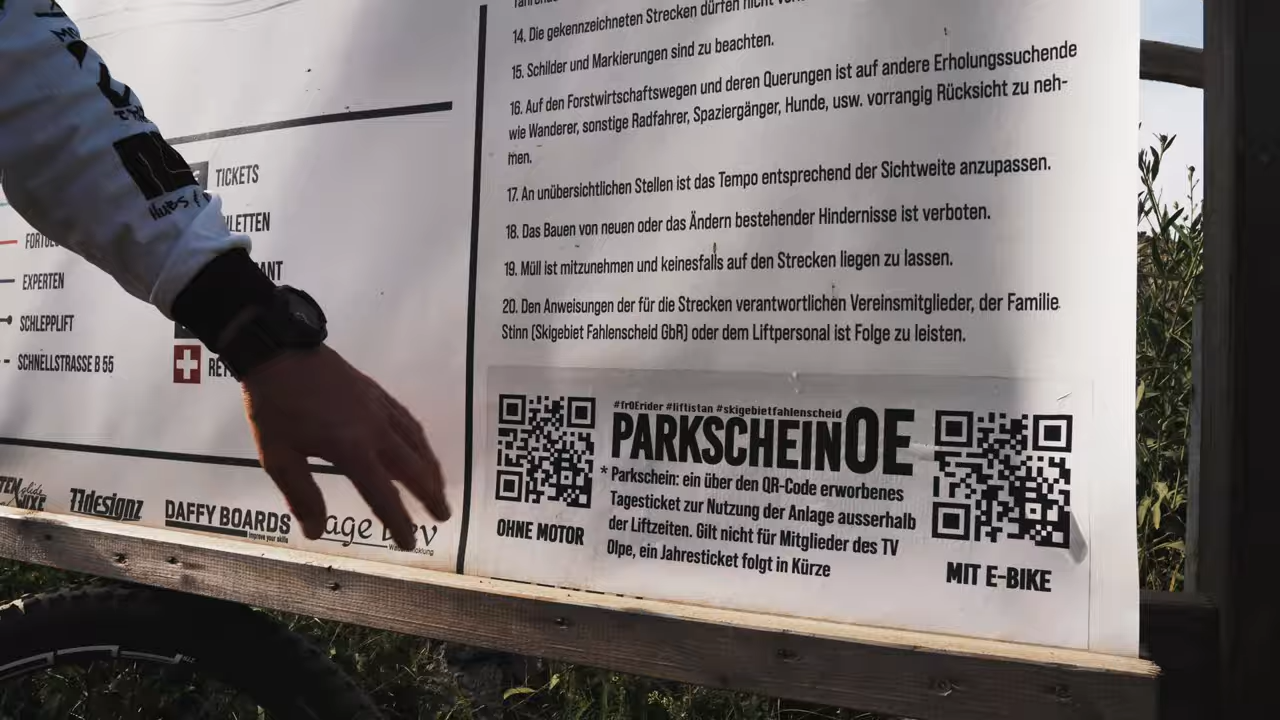 14. Die gekennzeichneten Strecken dürfen nicht
15. Schilder und Markierungen sind zu beachten.
16. Auf den Forstwirtschaftswegen und deren Querungen ist auf andere Erholungssuchende
wie Wanderer, sonstige Radfahrer, Spaziergänger, Hunde, usw. vorrangig Rücksicht zu neh-
men.
17. An unübersichtlichen Stellen ist das Tempo entsprechend der Sichtweite anzupassen.
18. Das Bauen von neuen oder das Ändern bestehender Hindernisse ist verboten.
19. Müll ist mitzunehmen und keinesfalls auf den Strecken liegen zu lassen.
20. Den Anweisungen der für die Strecken verantwortlichen Vereinsmitglieder, der Familie
Stinn (Skigebiet Fahlenscheid GbR) oder dem Liftpersonal ist Folge zu leisten.
TICKETS
EXPERTEN
SCHLEPPLIFT
SCHNELLSTRASSE B 55
77designz
DAFFY BOARDS
Improve your skills
#frOErider #liftistan #skigebietfahlenscheid
PARKSCHEINOE
* Parkschein: ein über den QR-Code erworbenes
Tagesticket zur Nutzung der Anlage ausserhalb
der Liftzeiten. Gilt nicht für Mitglieder des TV
Olpe, ein Jahresticket folgt in Kürze
OHNE MOTOR
MIT E-BIKE